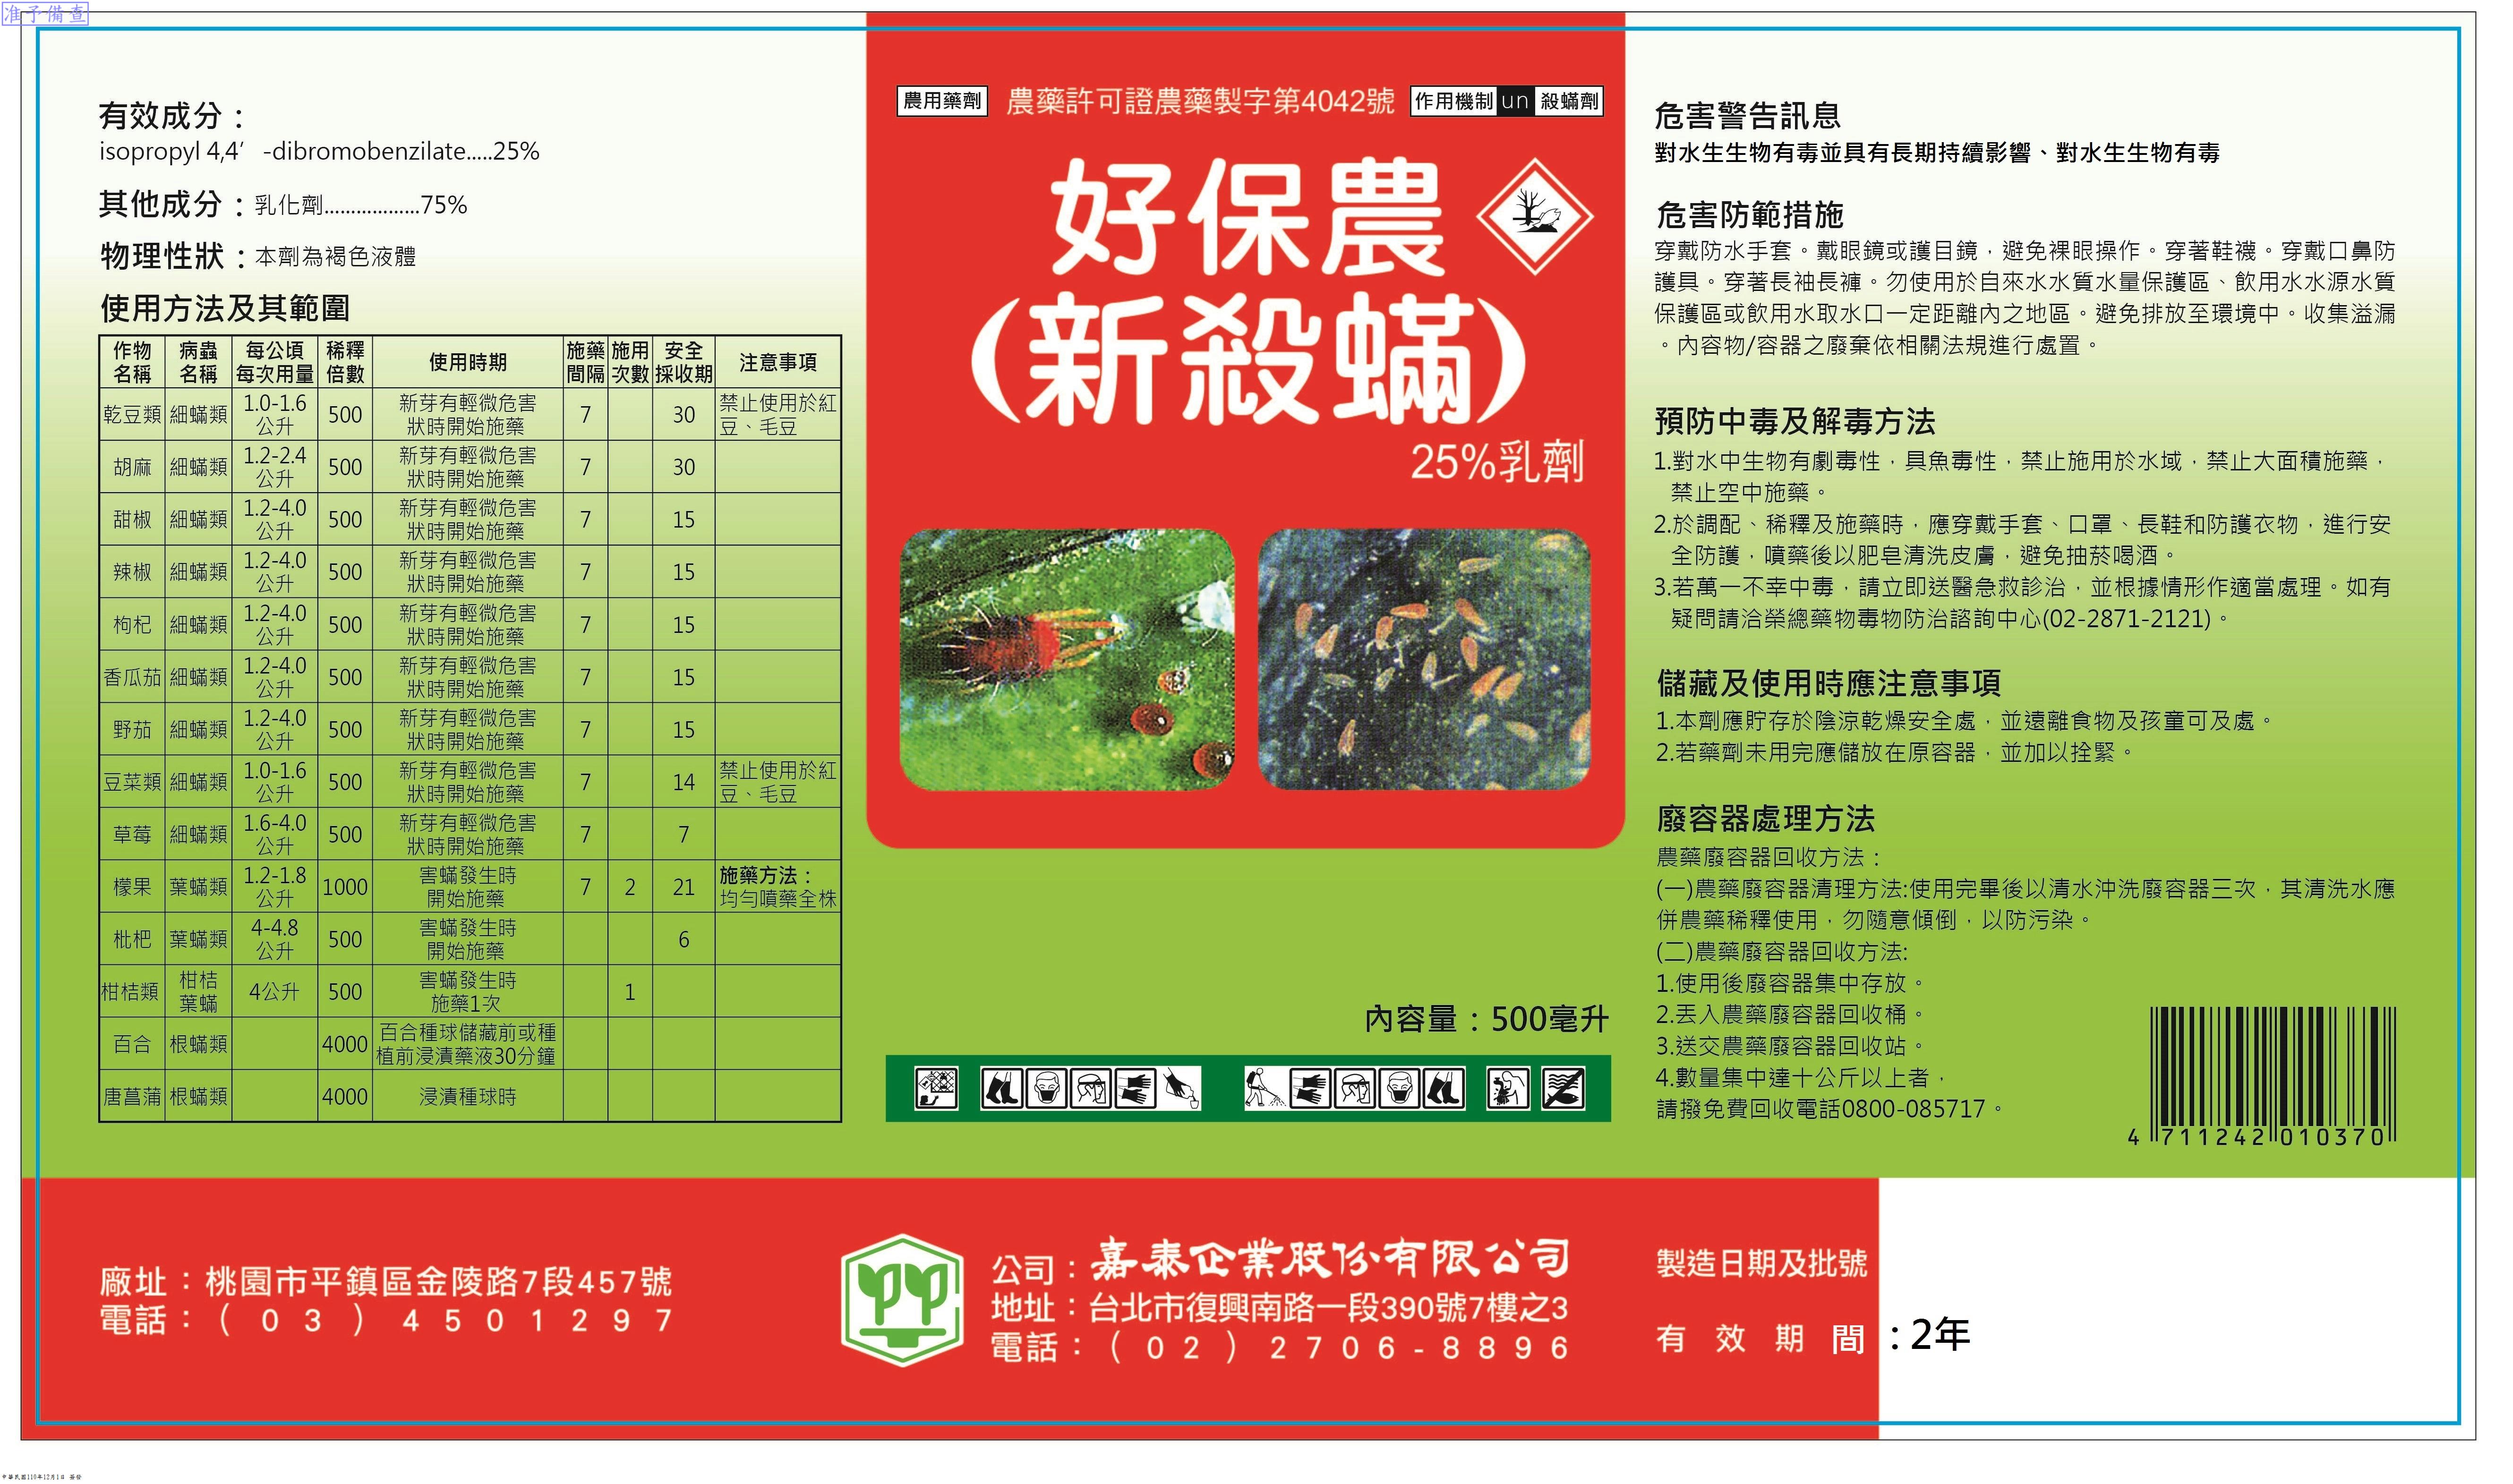 准予備查
有效成分：
isopropyl 4,4′ -dibromobenzilate.....25%
其他成分：乳化劑..................75%
物理性狀：本劑為褐色液體
使用方法及其範圍
作物名稱 病蟲名稱 每公頃每次用量 稀釋倍數 使用時期 施藥間隔 施用次數 安全採收期 注意事項
乾豆類 細蟎類 1.0-1.6公升 500 新芽有輕微危害狀時開始施藥 7 30 禁止使用於紅豆、毛豆
胡麻 細蟎類 1.2-2.4公升 500 新芽有輕微危害狀時開始施藥 7 30
甜椒 細蟎類 1.2-4.0公升 500 新芽有輕微危害狀時開始施藥 7 15
辣椒 細蟎類 1.2-4.0公升 500 新芽有輕微危害狀時開始施藥 7 15
枸杞 細蟎類 1.2-4.0公升 500 新芽有輕微危害狀時開始施藥 7 15
香瓜茄 細蟎類 1.2-4.0公升 500 新芽有輕微危害狀時開始施藥 7 15
野茄 細蟎類 1.2-4.0公升 500 新芽有輕微危害狀時開始施藥 7 15
豆菜類 細蟎類 1.0-1.6公升 500 新芽有輕微危害狀時開始施藥 7 14 禁止使用於紅豆、毛豆
草莓 細蟎類 1.6-4.0公升 500 新芽有輕微危害狀時開始施藥 7 7
檬果 葉蟎類 1.2-1.8公升 1000 害蟎發生時開始施藥 7 2 21 施藥方法：均勻噴藥全株
枇杷 葉蟎類 4-4.8公升 500 害蟎發生時開始施藥 6
柑桔類 柑桔葉蟎 4公升 500 害蟎發生時施藥1次 1
百合 根蟎類 4000 百合種球儲藏前或種植前浸漬藥液30分鐘
唐菖蒲 根蟎類 4000 浸漬種球時
農用藥劑 農藥許可證農藥製字第4042號 作用機制 un 殺蟎劑
好保農
(新殺蟎)
25%乳劑
內容量：500毫升
危害警告訊息
對水生生物有毒並具有長期持續影響、對水生生物有毒
危害防範措施
穿戴防水手套。戴眼鏡或護目鏡，避免裸眼操作。穿著鞋襪。穿戴口鼻防
護具。穿著長袖長褲。勿使用於自來水水質水量保護區、飲用水水源水質
保護區或飲用水取水口一定距離內之地區。避免排放至環境中。收集溢漏
。內容物/容器之廢棄依相關法規進行處置。
預防中毒及解毒方法
1.對水中生物有劇毒性，具魚毒性，禁止施用於水域，禁止大面積施藥，
禁止空中施藥。
2.於調配、稀釋及施藥時，應穿戴手套、口罩、長鞋和防護衣物，進行安
全防護，噴藥後以肥皂清洗皮膚，避免抽菸喝酒。
3.若萬一不幸中毒，請立即送醫急救診治，並根據情形作適當處理。如有
疑問請洽榮總藥物毒物防治諮詢中心(02-2871-2121)。
儲藏及使用時應注意事項
1.本劑應貯存於陰涼乾燥安全處，並遠離食物及孩童可及處。
2.若藥劑未用完應儲放在原容器，並加以拴緊。
廢容器處理方法
農藥廢容器回收方法：
(一)農藥廢容器清理方法:使用完畢後以清水沖洗廢容器三次，其清洗水應
併農藥稀釋使用，勿隨意傾倒，以防污染。
(二)農藥廢容器回收方法:
1.使用後廢容器集中存放。
2.丟入農藥廢容器回收桶。
3.送交農藥廢容器回收站。
4.數量集中達十公斤以上者，
請撥免費回收電話0800-085717。
4 711242 010370
廠址：桃園市平鎮區金陵路7段457號
電話：(03)4501297
公司：嘉泰企業股份有限公司
地址：台北市復興南路一段390號7樓之3
電話：(02)2706-8896
製造日期及批號
有效期間：2年
中華民國110年12月1日